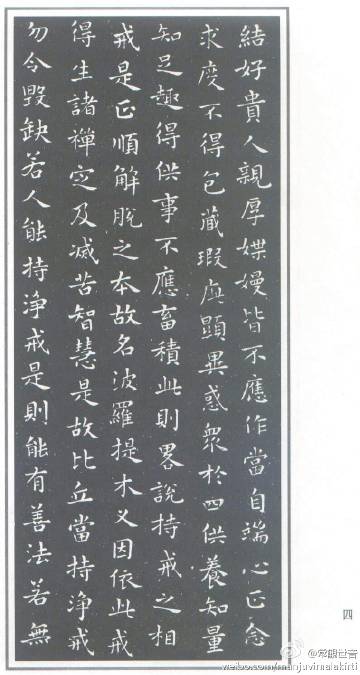 結好貴人親厚媟嫚皆不應作當自端心正念
求度不得包藏瑕疵顯異惑衆於四供養知量
知足趣得供事不應畜積此則畧說持戒之相
戒是正順解脫之本故名波羅提木叉因依此戒
得生諸禪定及滅苦智慧是故比丘當持淨戒
勿令毀缺若人能持淨戒是則能有善法若無
四
@常觀世音
weibo.com/manjuvimalakirti